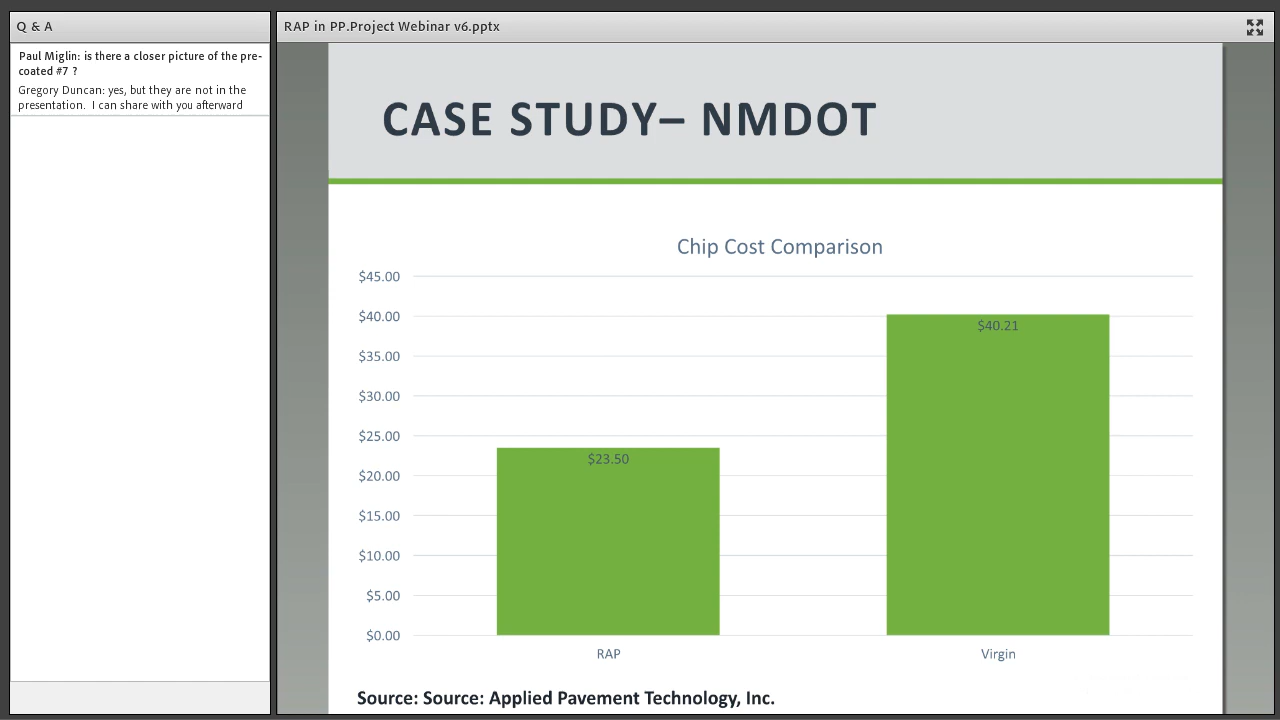 Q & A
Paul Miglin: is there a closer picture of the pre-
coated #7 ?
Gregory Duncan: yes, but they are not in the
presentation.  I can share with you afterward
RAP in PP.Project Webinar v6.pptx
CASE STUDY– NMDOT
Chip Cost Comparison
$45.00
$40.00
$35.00
$30.00
$25.00
$20.00
$15.00
$10.00
$5.00
$0.00
$23.50
$40.21
RAP
Virgin
Source: Source: Applied Pavement Technology, Inc.